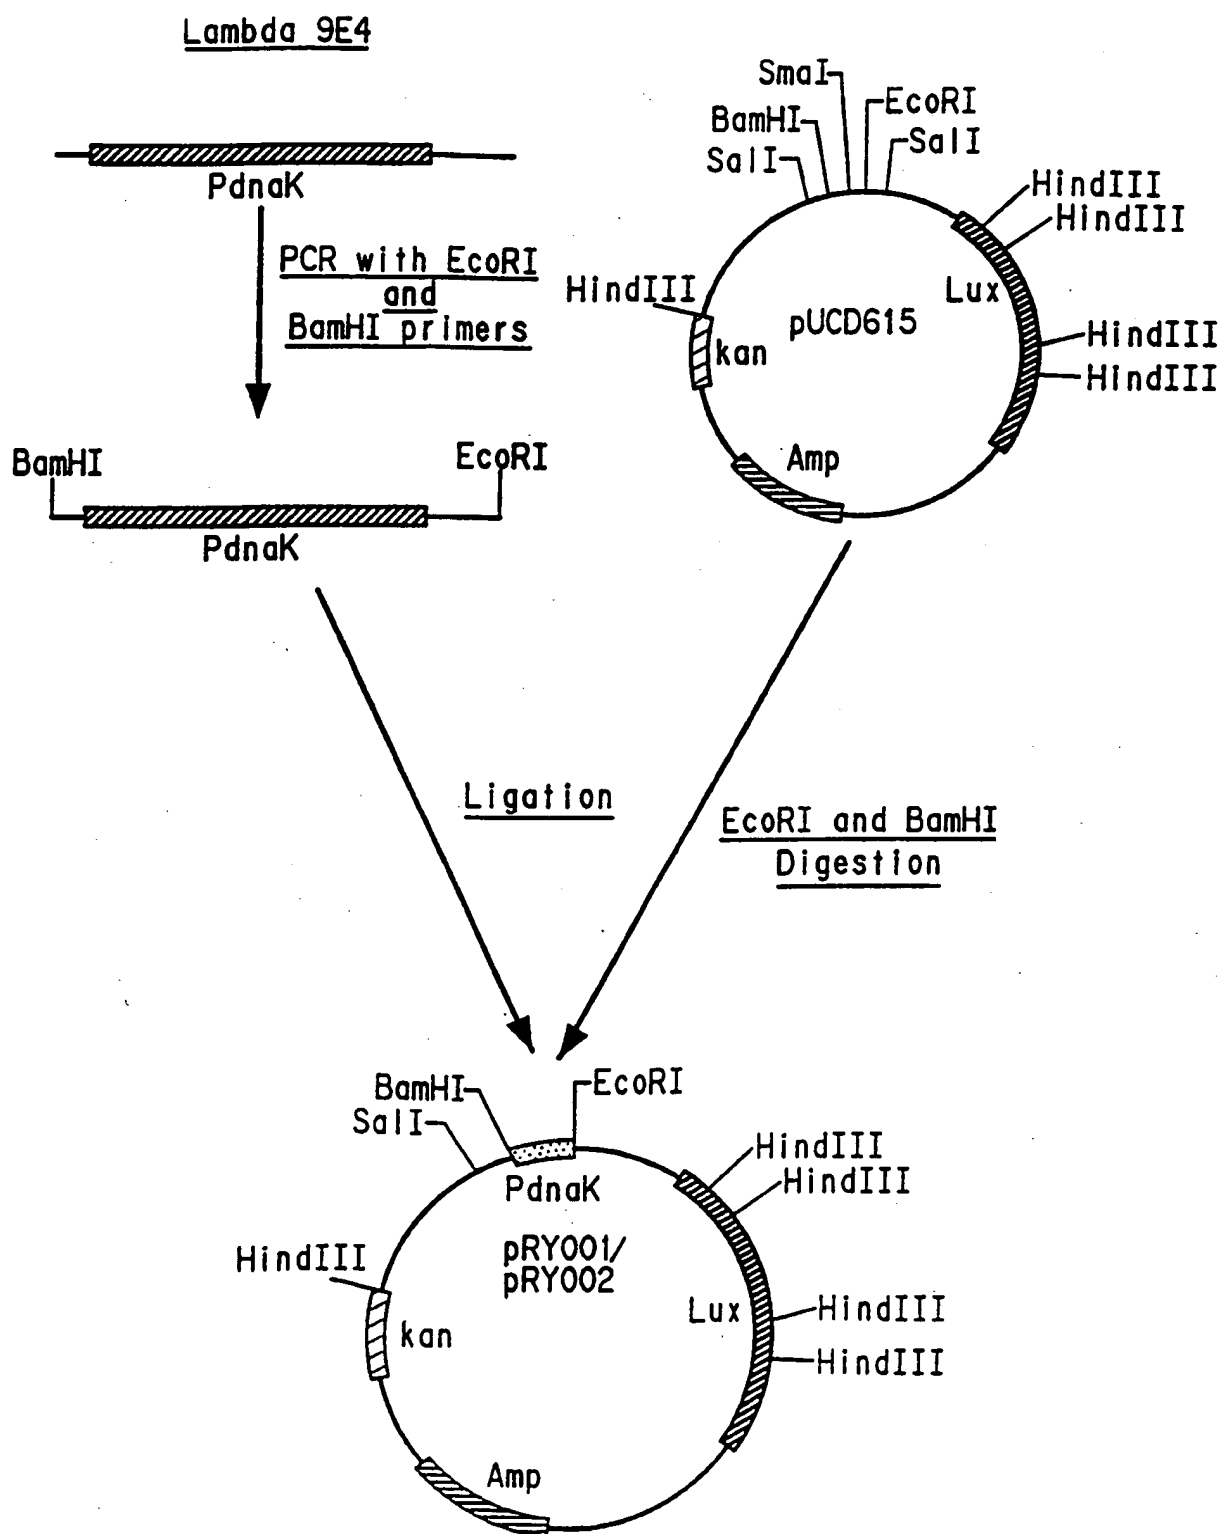 Lambda 9E4
PdnaK
PCR with EcoRI
and
BamHI primers
BamHI
EcoRI
PdnaK
SmaI
EcoRI
BamHI
SalI
SalI
HindIII
HindIII
HindIII
Lux
pUCD615
kan
HindIII
HindIII
Amp
Ligation
EcoRI and BamHI
Digestion
BamHI
EcoRI
SalI
HindIII
HindIII
PdnaK
HindIII
pRY001/
pRY002
Lux
HindIII
kan
HindIII
Amp